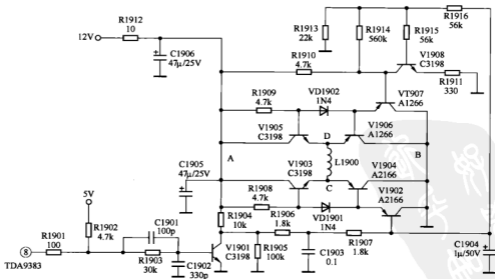 R1916
56k
R1912
10
12V
C1906
47μ/25V
R1913
22k
R1914
560k
R1915
56k
R1910
4.7k
V1908
C3198
R1911
330
R1909
4.7k
VD1902
1N4
VT907
A1266
V1905
C3198
D
V1906
A1266
A
L1900
B
C1905
47μ/25V
V1903
C3198
V1904
A2166
C
R1908
4.7k
VD1901
1N4
V1902
A2166
5V
R1904
10k
R1906
1.8k
C1901
100p
R1901
100
R1902
4.7k
R1903
30k
V1901
C3198
R1905
100k
C1903
0.1
R1907
1.8k
C1904
1μ/50V
8
TDA9383
C1902
330p